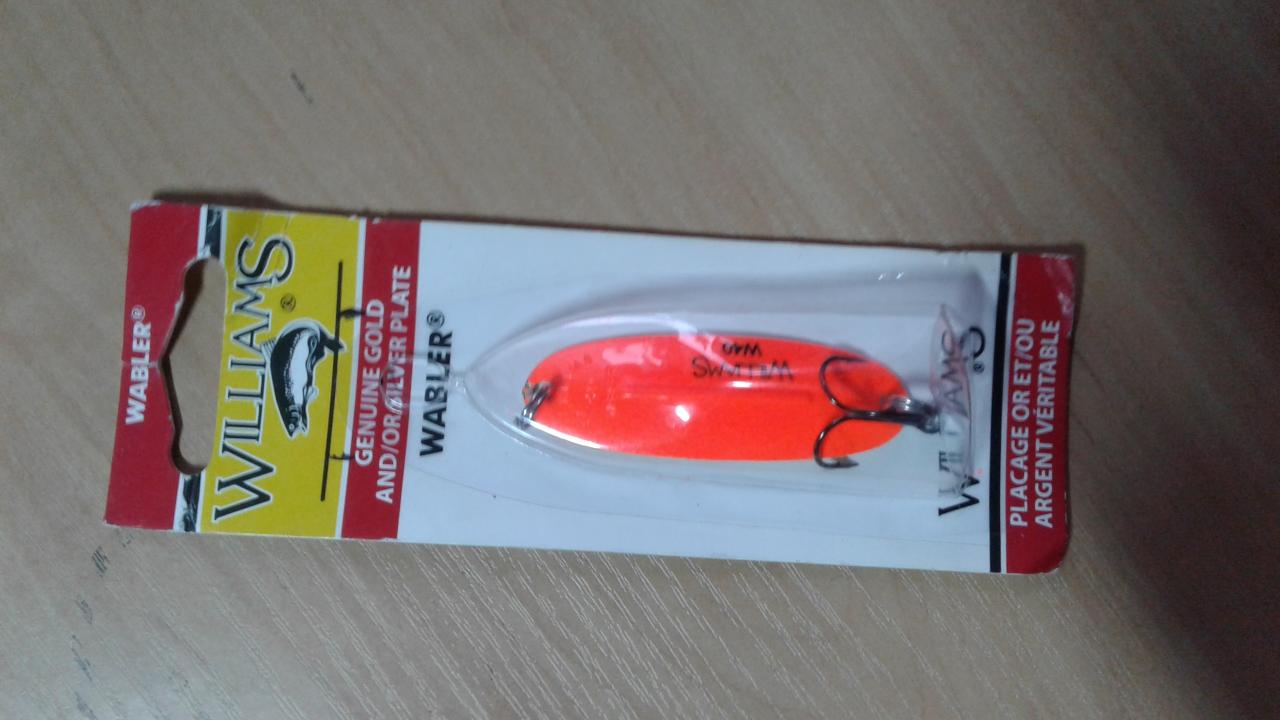 WABLER®
WILLIAMS®
GENUINE GOLD
AND/OR SILVER PLATE
WABLER®
WILLIAMS
W40
WILLIAMS®
PLACAGE OR ET/OU
ARGENT VÉRITABLE